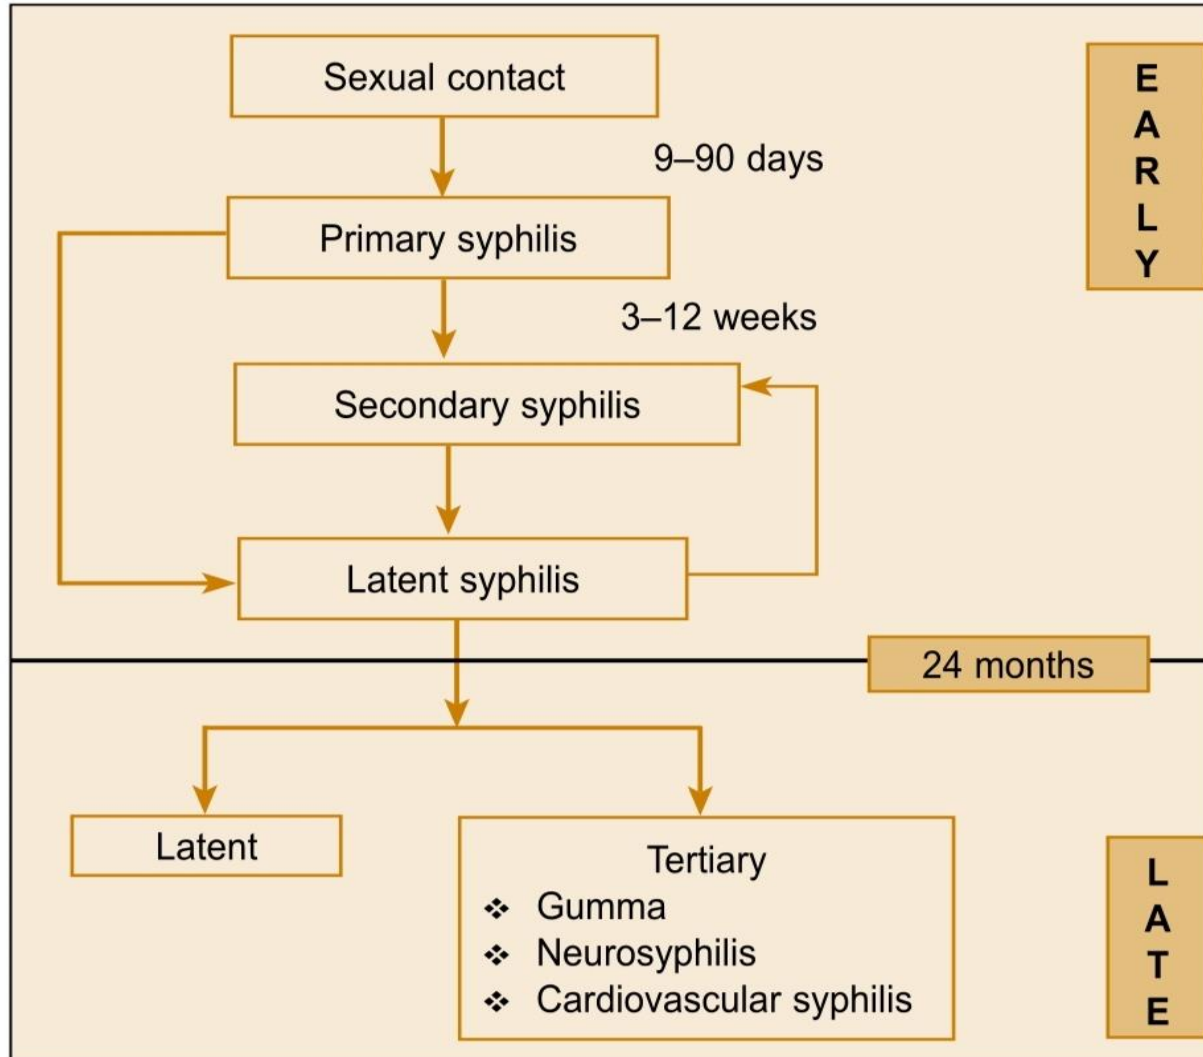 Sexual contact
9–90 days
Primary syphilis
3–12 weeks
Secondary syphilis
Latent syphilis
EARLY
24 months
Latent
Tertiary
❖ Gumma
❖ Neurosyphilis
❖ Cardiovascular syphilis
LATE